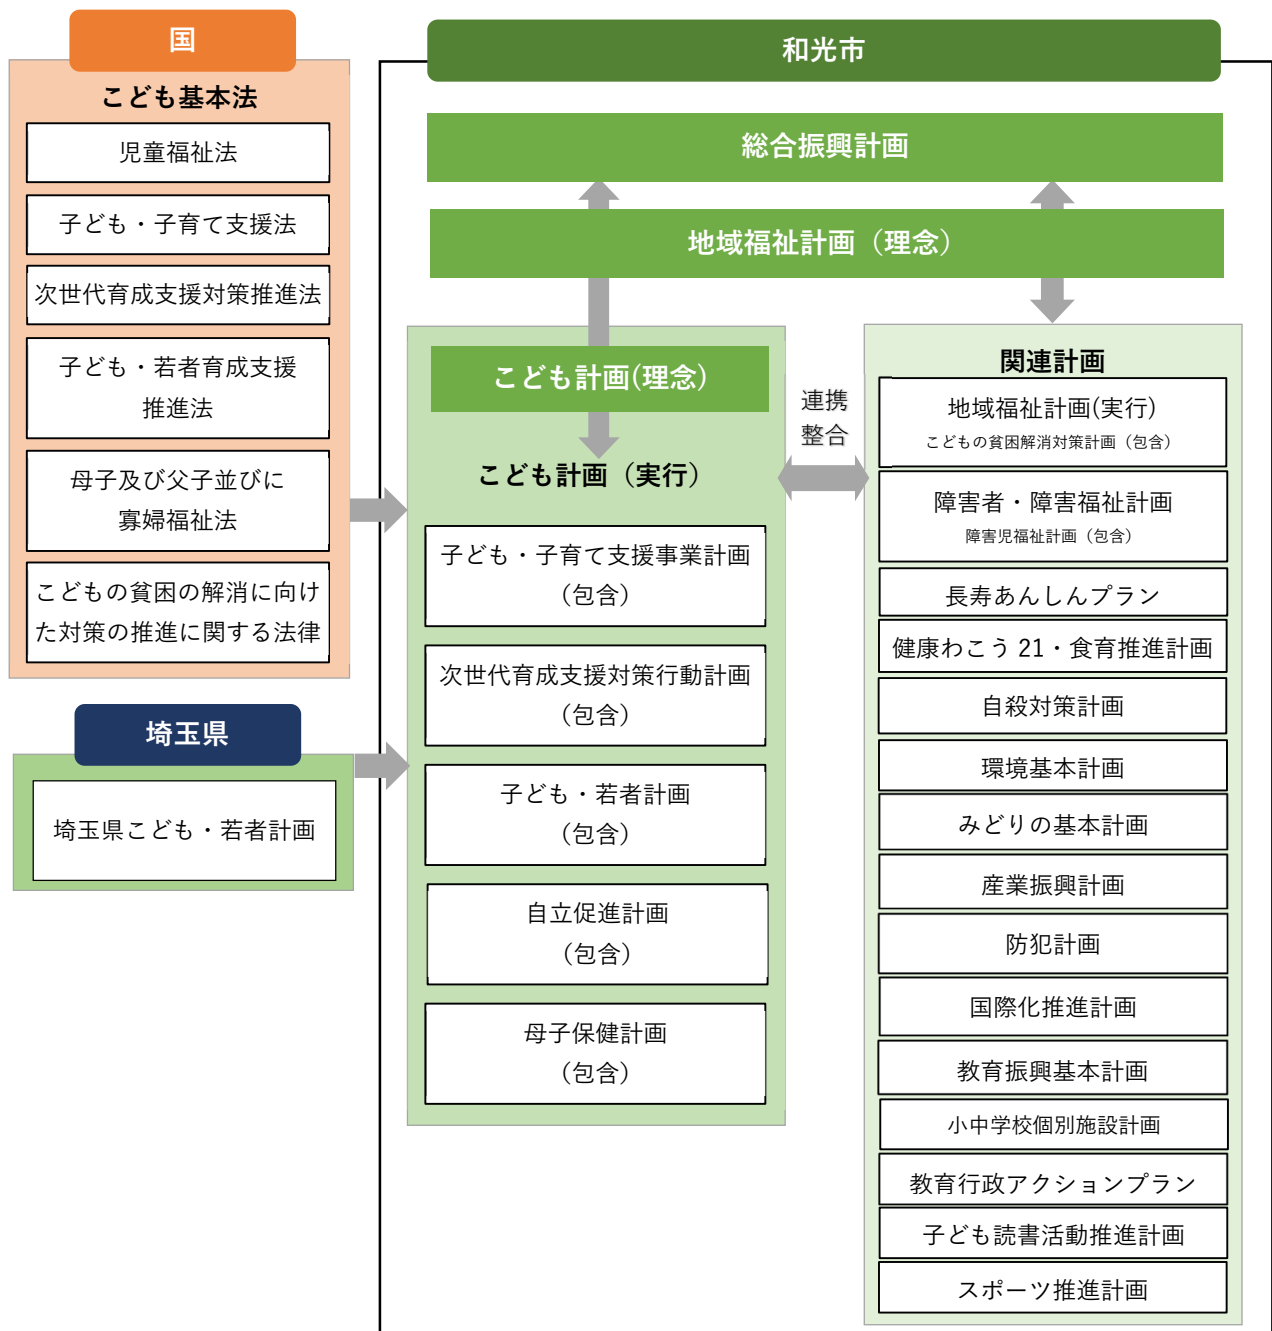 国
こども基本法
児童福祉法
子ども・子育て支援法
次世代育成支援対策推進法
子ども・若者育成支援
推進法
母子及び父子並びに
寡婦福祉法
こどもの貧困の解消に向け
た対策の推進に関する法律
埼玉県
埼玉県こども・若者計画
和光市
総合振興計画
地域福祉計画（理念）
こども計画(理念)
こども計画（実行）
子ども・子育て支援事業計画
（包含）
次世代育成支援対策行動計画
（包含）
子ども・若者計画
（包含）
自立促進計画
（包含）
母子保健計画
（包含）
連携
整合
関連計画
地域福祉計画(実行)
こどもの貧困解消対策計画（包含）
障害者・障害福祉計画
障害児福祉計画（包含）
長寿あんしんプラン
健康わこう 21・食育推進計画
自殺対策計画
環境基本計画
みどりの基本計画
産業振興計画
防犯計画
国際化推進計画
教育振興基本計画
小中学校個別施設計画
教育行政アクションプラン
子ども読書活動推進計画
スポーツ推進計画